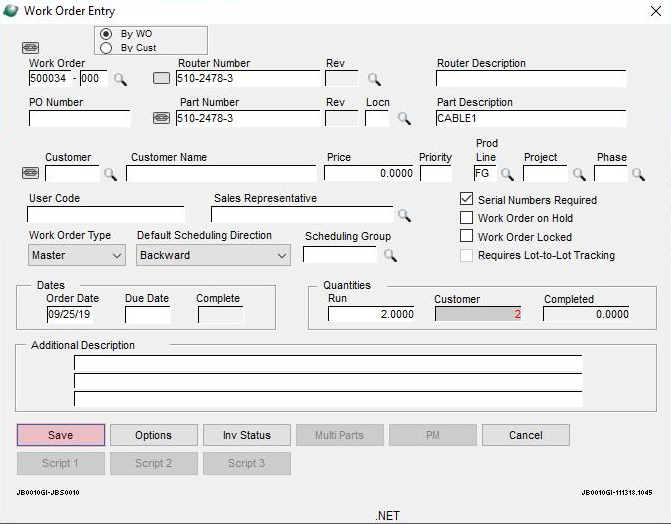 Work Order Entry
By WO
By Cust
Work Order Router Number Rev Router Description
500034 - 000 510-2478-3
PO Number Part Number Rev Locn Part Description
510-2478-3 CABLE1
Customer Customer Name Price Priority Prod Line Project Phase
0.0000 FG
User Code Sales Representative
Serial Numbers Required
Work Order on Hold
Work Order Type Default Scheduling Direction Scheduling Group Work Order Locked
Master Backward Requires Lot-to-Lot Tracking
Dates Quantities
Order Date Due Date Complete Run Customer Completed
09/25/19 2.0000 2 0.0000
Additional Description
Save Options Inv Status Multi Parts PM Cancel
Script 1 Script 2 Script 3
JB0010GI-JBS0010 JB0010GI-111318.1045
.NET